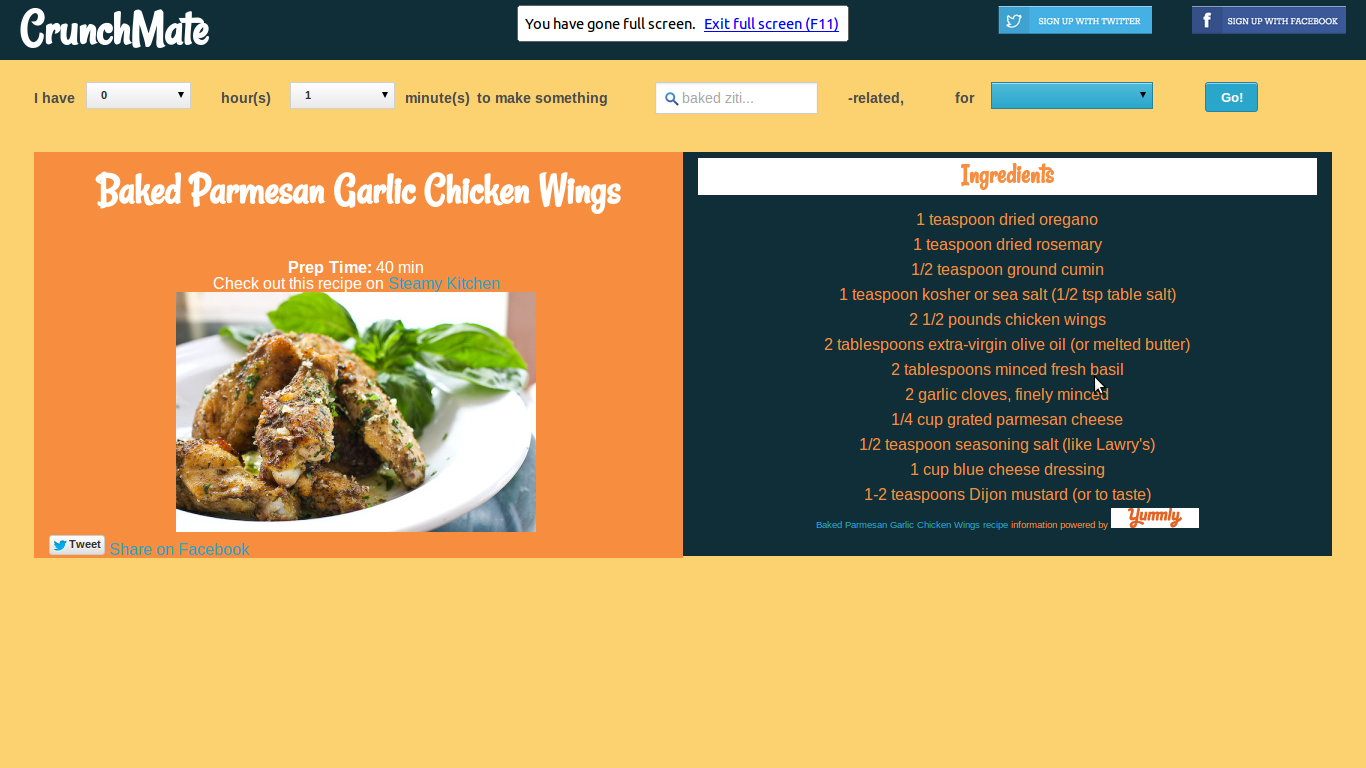 CrunchMate
You have gone full screen. Exit full screen (F11)
SIGN UP WITH TWITTER
f SIGN UP WITH FACEBOOK
I have 0 hour(s) 1 minute(s) to make something baked ziti... -related, for Go!
Baked Parmesan Garlic Chicken Wings
Prep Time: 40 min
Check out this recipe on Steamy Kitchen
Tweet Share on Facebook
Ingredients
1 teaspoon dried oregano
1 teaspoon dried rosemary
1/2 teaspoon ground cumin
1 teaspoon kosher or sea salt (1/2 tsp table salt)
2 1/2 pounds chicken wings
2 tablespoons extra-virgin olive oil (or melted butter)
2 tablespoons minced fresh basil
2 garlic cloves, finely minced
1/4 cup grated parmesan cheese
1/2 teaspoon seasoning salt (like Lawry's)
1 cup blue cheese dressing
1-2 teaspoons Dijon mustard (or to taste)
Baked Parmesan Garlic Chicken Wings recipe information powered by Yummly